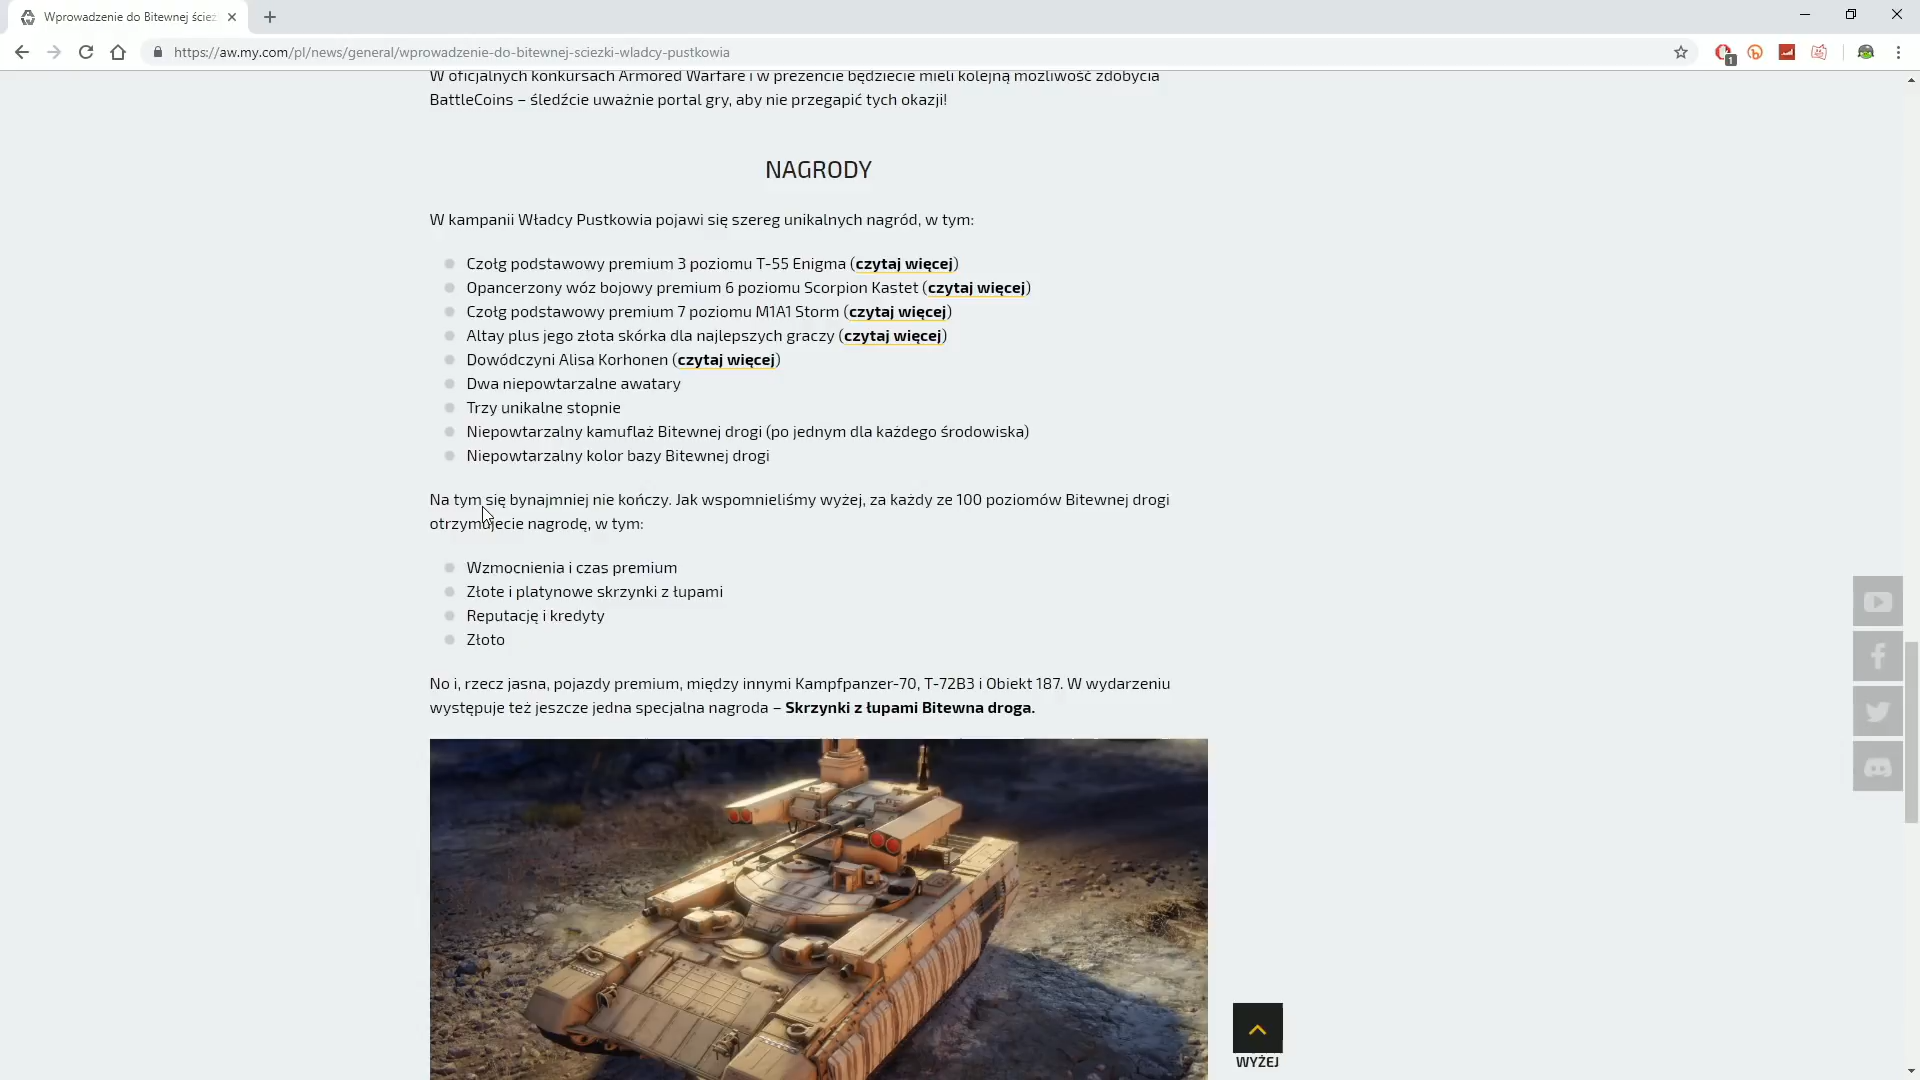 Wprowadzenie do Bitewnej ścież
https://aw.my.com/pl/news/general/wprowadzenie-do-bitewnej-sciezki-wladcy-pustkowia
1
W oficjalnych konkursach Armored Warfare i w prezencie będziecie mieli kolejną możliwość zdobycia
BattleCoins – śledźcie uważnie portal gry, aby nie przegapić tych okazji!
NAGRODY
W kampanii Władcy Pustkowia pojawi się szereg unikalnych nagród, w tym:
Czołg podstawowy premium 3 poziomu T-55 Enigma (czytaj więcej)
Opancerzony wóz bojowy premium 6 poziomu Scorpion Kastet (czytaj więcej)
Czołg podstawowy premium 7 poziomu M1A1 Storm (czytaj więcej)
Altay plus jego złota skórka dla najlepszych graczy (czytaj więcej)
Dowódczyni Alisa Korhonen (czytaj więcej)
Dwa niepowtarzalne awatary
Trzy unikalne stopnie
Niepowtarzalny kamuflaż Bitewnej drogi (po jednym dla każdego środowiska)
Niepowtarzalny kolor bazy Bitewnej drogi
Na tym się bynajmniej nie kończy. Jak wspomnieliśmy wyżej, za każdy ze 100 poziomów Bitewnej drogi
otrzymujecie nagrodę, w tym:
Wzmocnienia i czas premium
Złote i platynowe skrzynki z łupami
Reputację i kredyty
Złoto
No i, rzecz jasna, pojazdy premium, między innymi Kampfpanzer-70, T-72B3 i Obiekt 187. W wydarzeniu
występuje też jeszcze jedna specjalna nagroda – Skrzynki z łupami Bitewna droga.
WYŻEJ